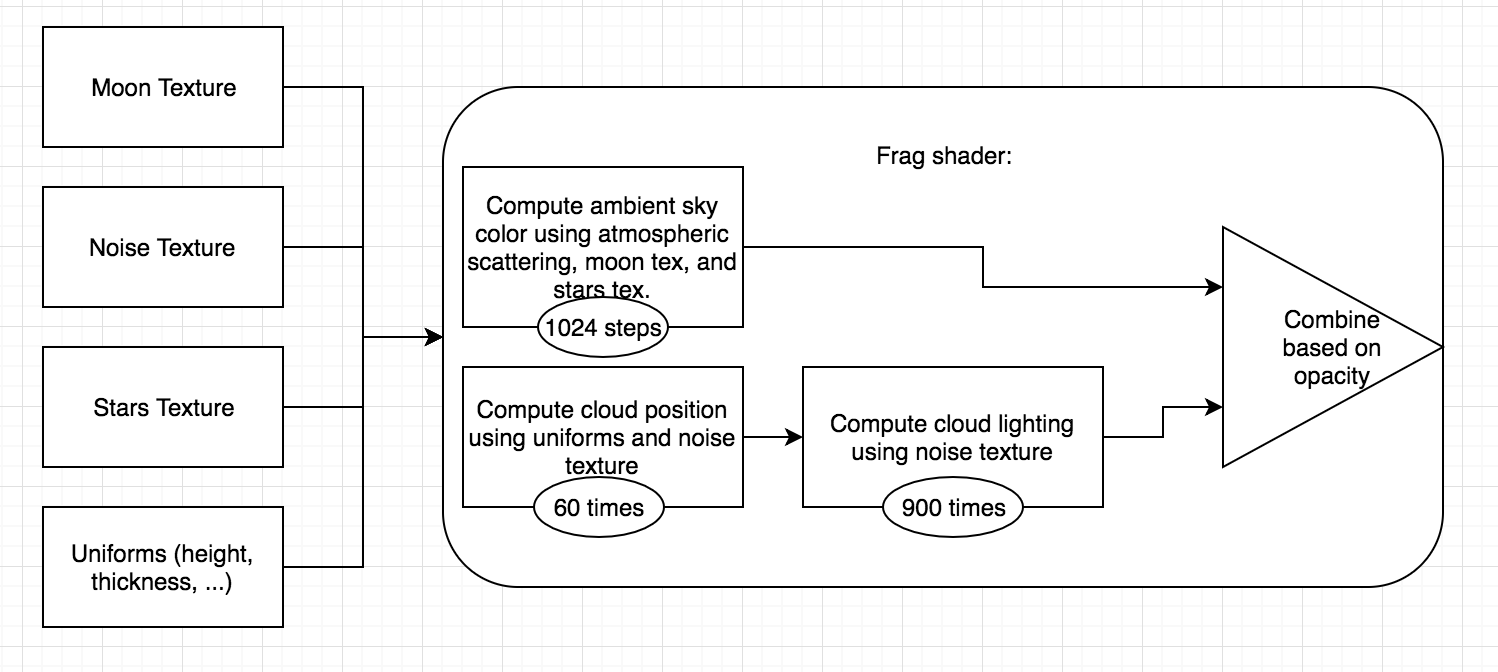 Moon Texture
Noise Texture
Stars Texture
Uniforms (height,
thickness, ...)
Frag shader:
Compute ambient sky
color using atmospheric
scattering, moon tex, and
stars tex.
1024 steps
Compute cloud position
using uniforms and noise
texture
60 times
Compute cloud lighting
using noise texture
900 times
Combine
based on
opacity